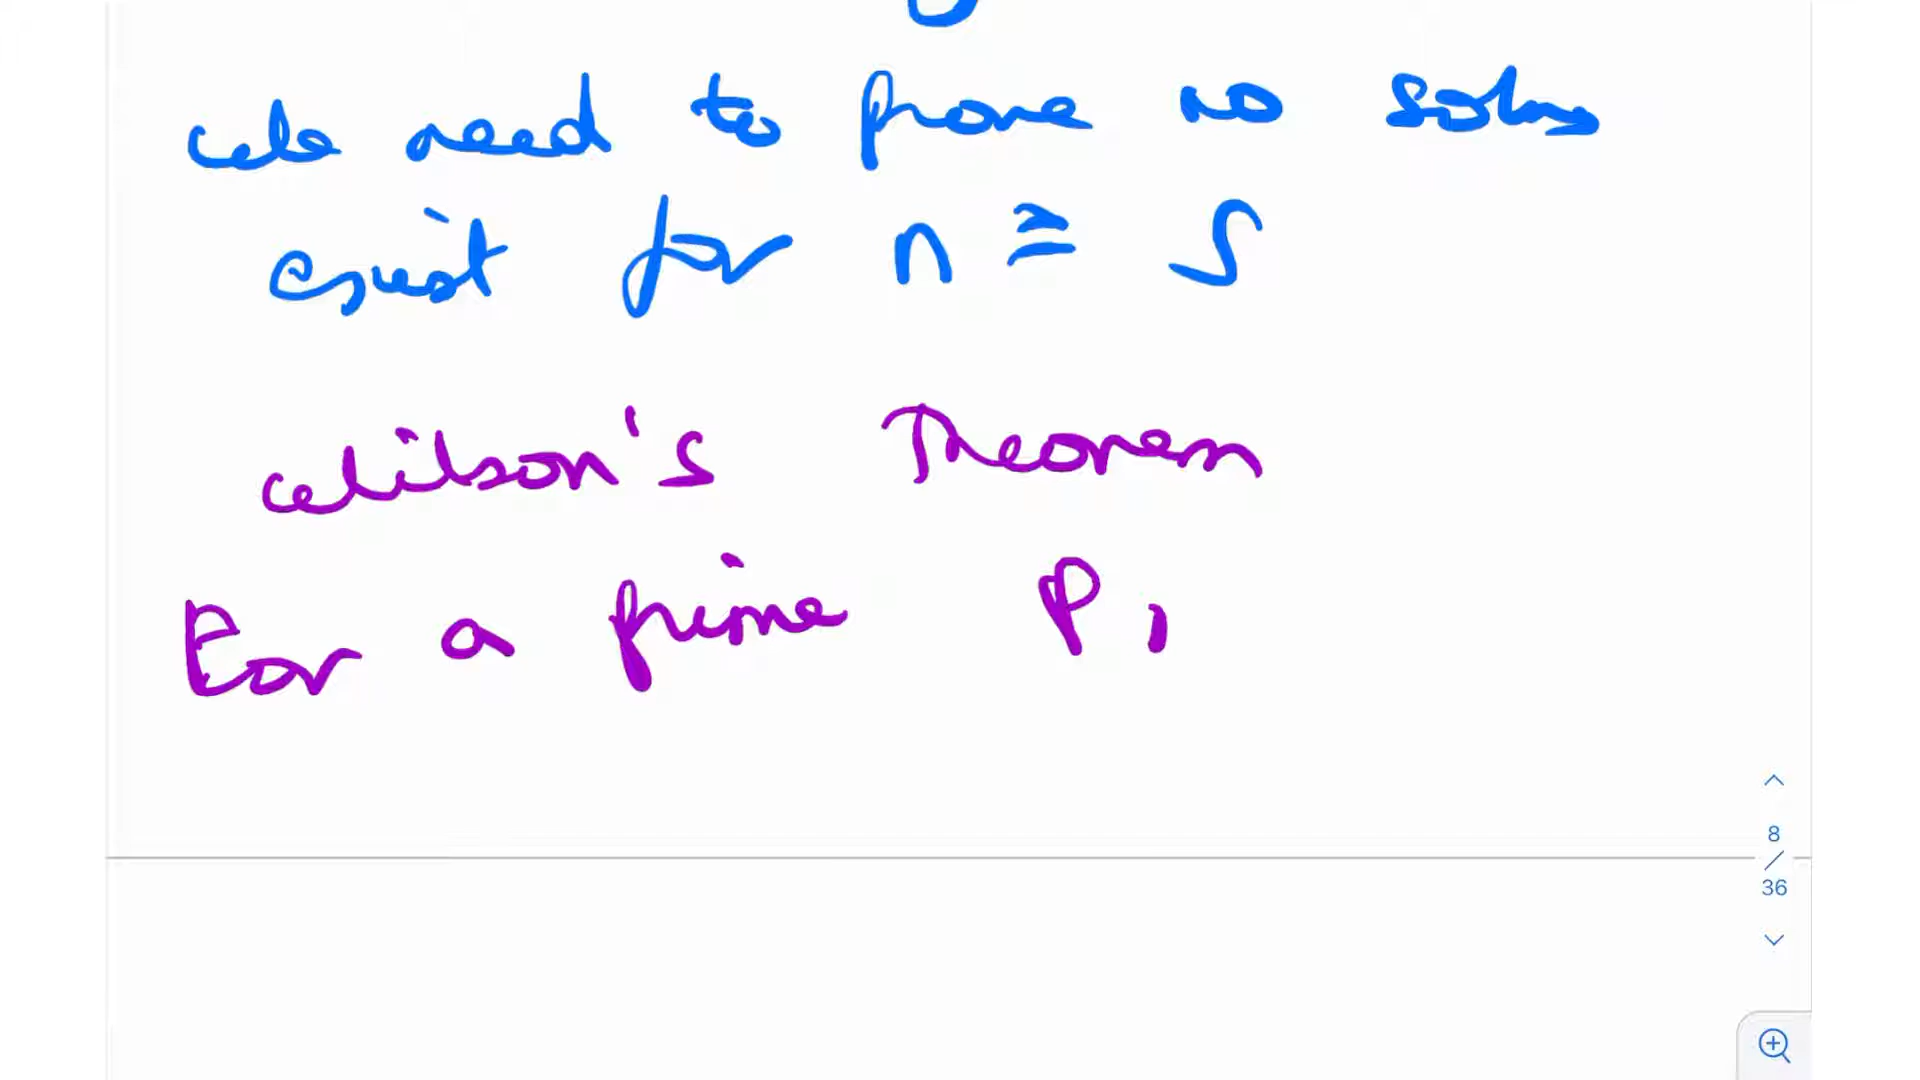 We need to prove no solns
exist for n ≥ 5
Wilson's Theorem
For a prime P,
8
/
36